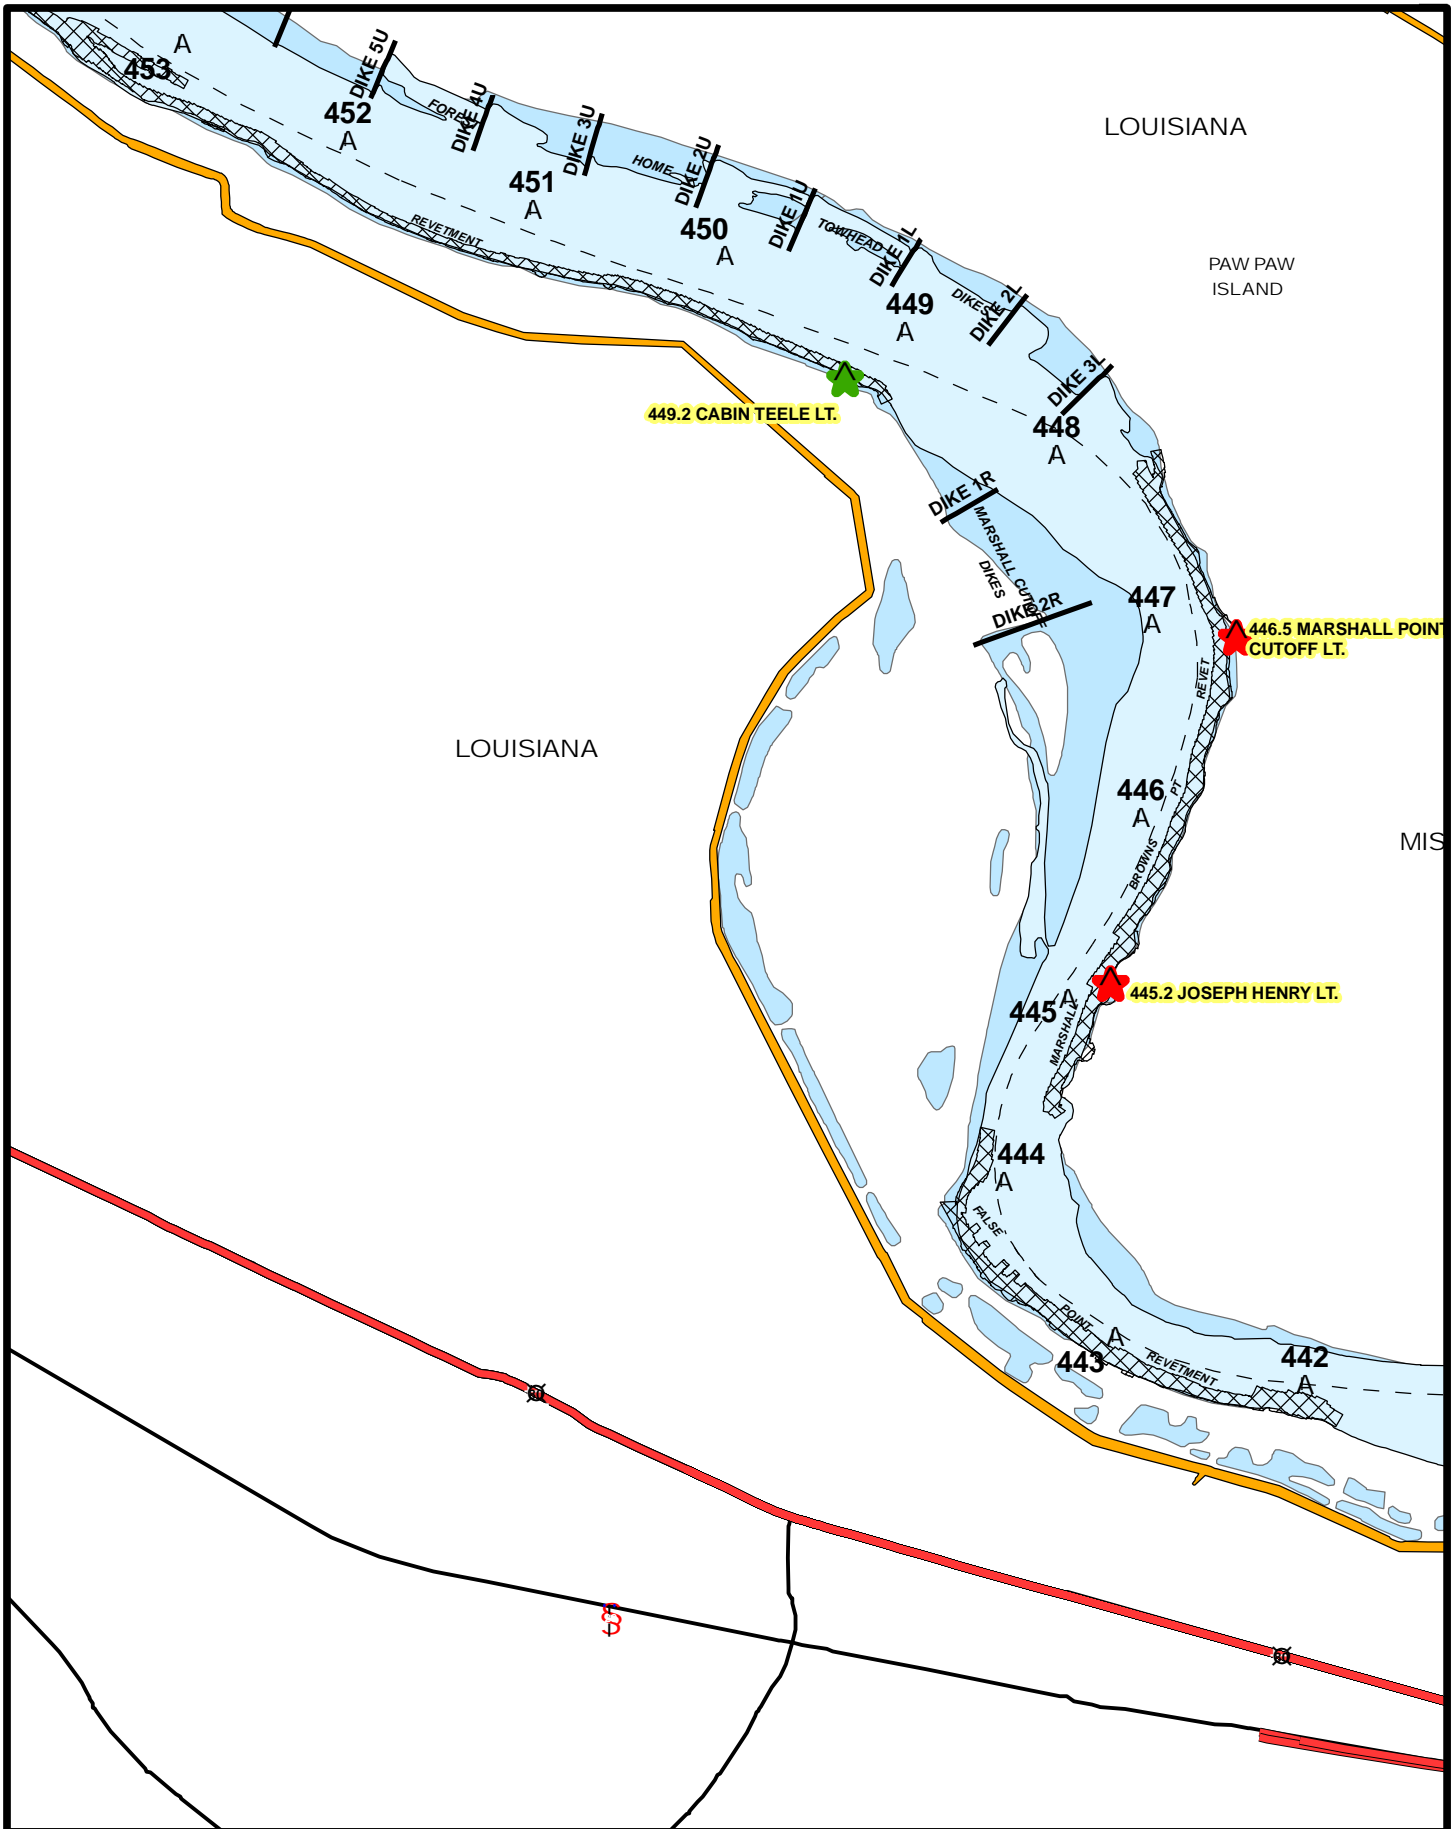 453
452
451
450
449
448
447
446
445
444
443
442
DIKE 5U
DIKE 4U
DIKE 3U
DIKE 2U
DIKE 1U
DIKE 1L
DIKE 2L
DIKE 3L
HOME
TOWHEAD
DIKES
REVETMENT
LOUISIANA
PAW PAW
ISLAND
449.2 CABIN TEELE LT.
DIKE 1R
MARSHALL CUTOFF
DIKES
DIKE 2R
446.5 MARSHALL POINT
CUTOFF LT.
REVET
PT
BROWNS
MARSHALL
LOUISIANA
MIS
445.2 JOSEPH HENRY LT.
FALSE
POINT
REVETMENT